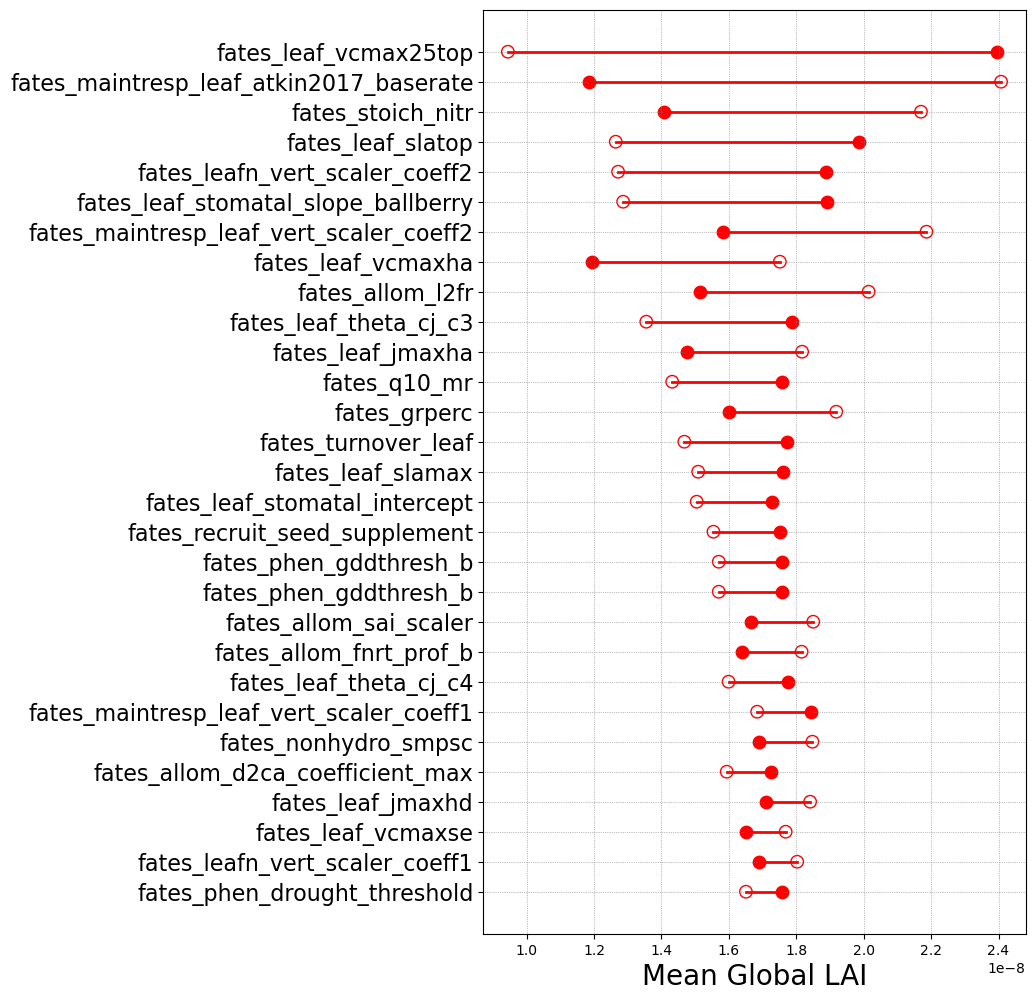 fates_leaf_vcmax25top
fates_maintresp_leaf_atkin2017_baserate
fates_stoich_nitr
fates_leaf_slatop
fates_leafn_vert_scaler_coeff2
fates_leaf_stomatal_slope_ballberry
fates_maintresp_leaf_vert_scaler_coeff2
fates_leaf_vcmaxha
fates_allom_l2fr
fates_leaf_theta_cj_c3
fates_leaf_jmaxha
fates_q10_mr
fates_grperc
fates_turnover_leaf
fates_leaf_slamax
fates_leaf_stomatal_intercept
fates_recruit_seed_supplement
fates_phen_gddthresh_b
fates_phen_gddthresh_b
fates_allom_sai_scaler
fates_allom_fnrt_prof_b
fates_leaf_theta_cj_c4
fates_maintresp_leaf_vert_scaler_coeff1
fates_nonhydro_smpsc
fates_allom_d2ca_coefficient_max
fates_leaf_jmaxhd
fates_leaf_vcmaxse
fates_leafn_vert_scaler_coeff1
fates_phen_drought_threshold
1.0 1.2 1.4 1.6 1.8 2.0 2.2 2.4
1e−8
Mean Global LAI